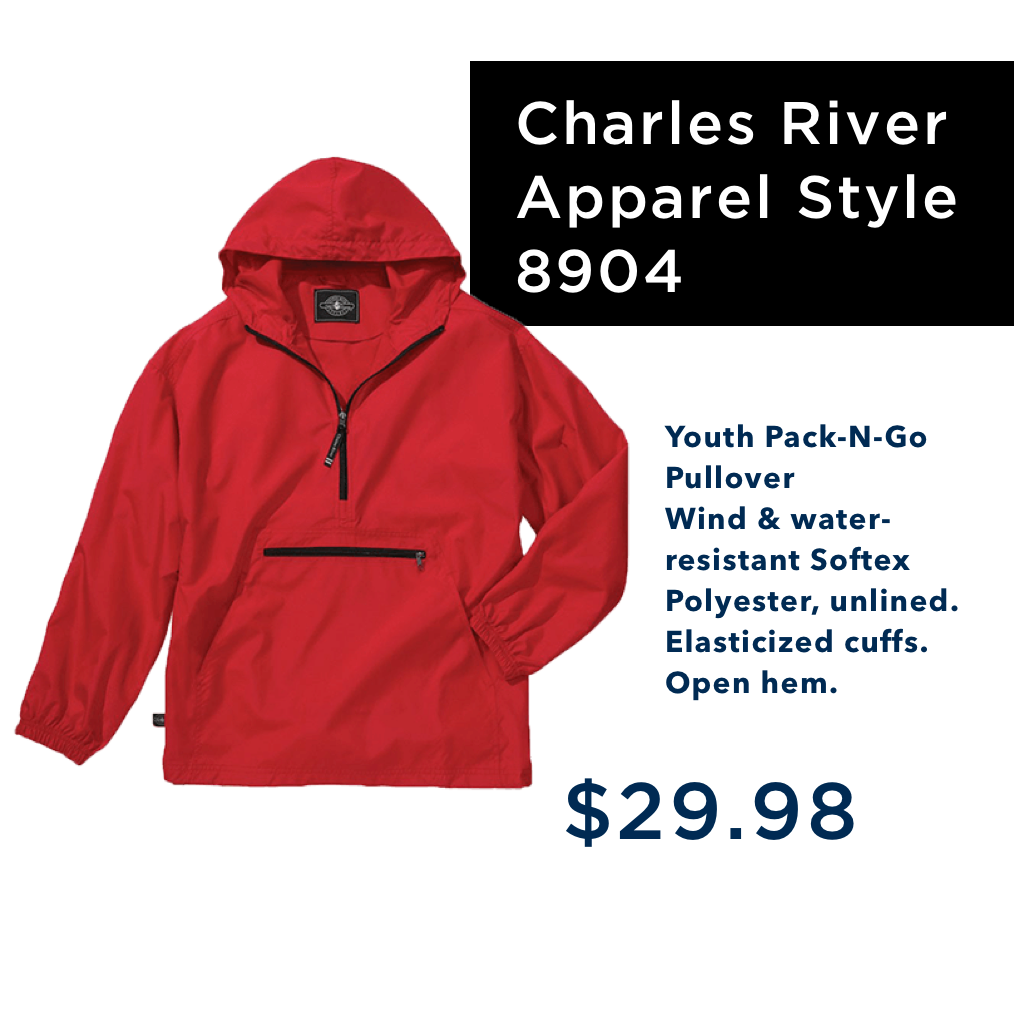 Charles River
Apparel Style
8904
Youth Pack-N-Go
Pullover
Wind & water-
resistant Softex
Polyester, unlined.
Elasticized cuffs.
Open hem.
$29.98